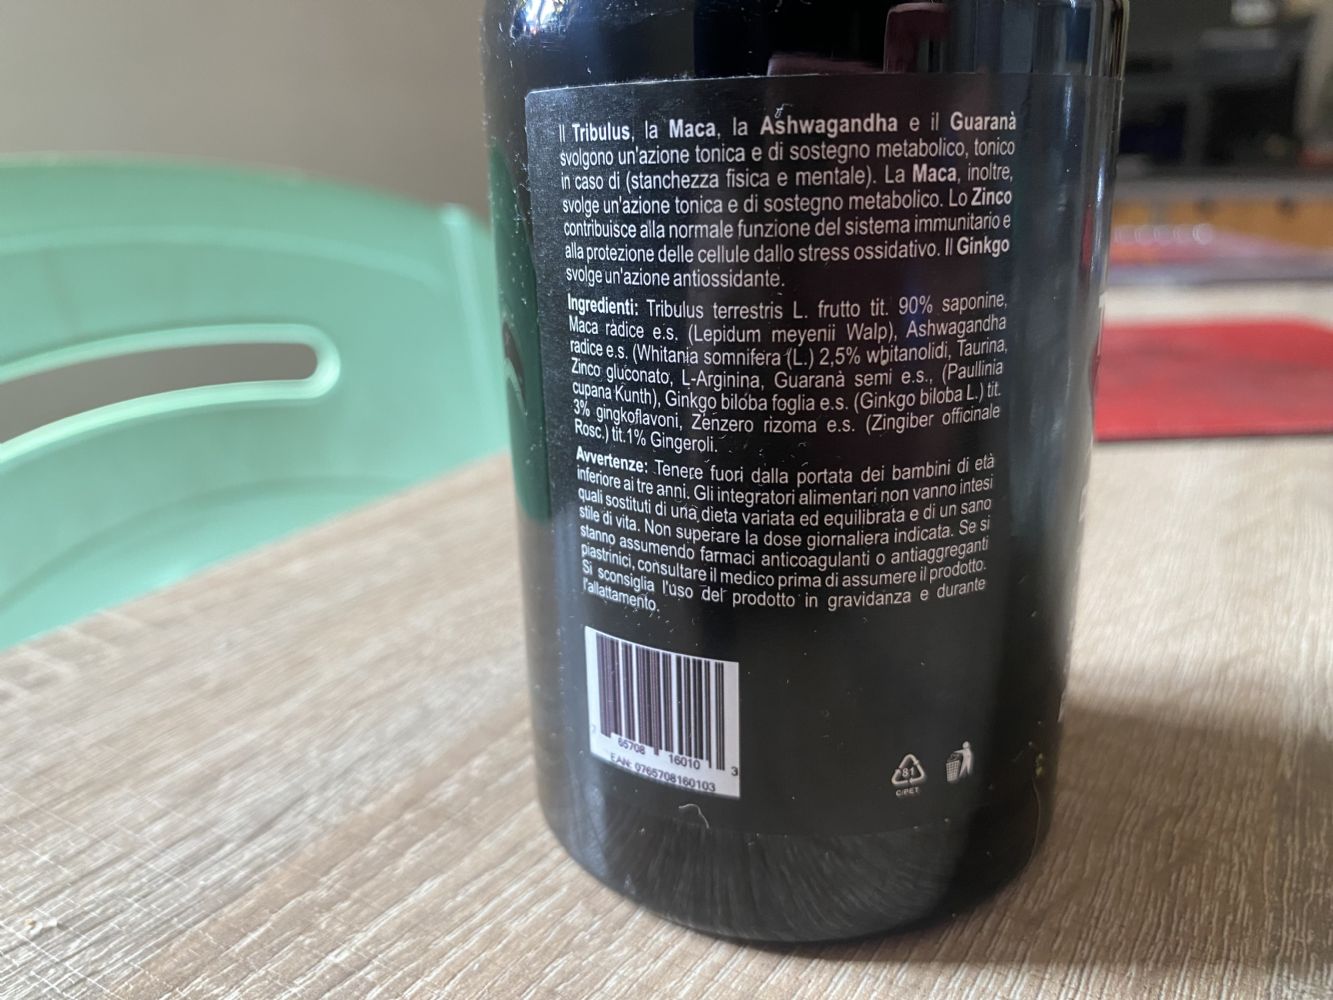 Il Tribulus, la Maca, la Ashwagandha e il Guaranà
svolgono un'azione tonica e di sostegno metabolico, tonico
in caso di (stanchezza fisica e mentale). La Maca, inoltre,
svolge un'azione tonica e di sostegno metabolico. Lo Zinco
contribuisce alla normale funzione del sistema immunitario e
alla protezione delle cellule dallo stress ossidativo. Il Ginkgo
svolge un'azione antiossidante.
Ingredienti: Tribulus terrestris L. frutto tit. 90% saponine,
Maca radice e.s. (Lepidum meyenii Walp), Ashwagandha
radice e.s. (Whitania somnifera (L.) 2,5% whitanolidi, Taurina,
Zinco gluconato, L-Arginina, Guaranà semi e.s., (Paullinia
cupana Kunth), Ginkgo biloba foglia e.s. (Ginkgo biloba L.) tit.
3% gingkoflavoni, Zenzero rizoma e.s. (Zingiber officinale
Rosc.) tit.1% Gingeroli.
Avvertenze: Tenere fuori dalla portata dei bambini di età
inferiore ai tre anni. Gli integratori alimentari non vanno intesi
quali sostituti di una dieta variata ed equilibrata e di un sano
stile di vita. Non superare la dose giornaliera indicata. Se si
stanno assumendo farmaci anticoagulanti o antiaggreganti
piastrinici, consultare il medico prima di assumere il prodotto.
Si sconsiglia l'uso del prodotto in gravidanza e durante
l'allattamento.
7 65708 16010 3
EAN: 0765708160103
81
C/PET